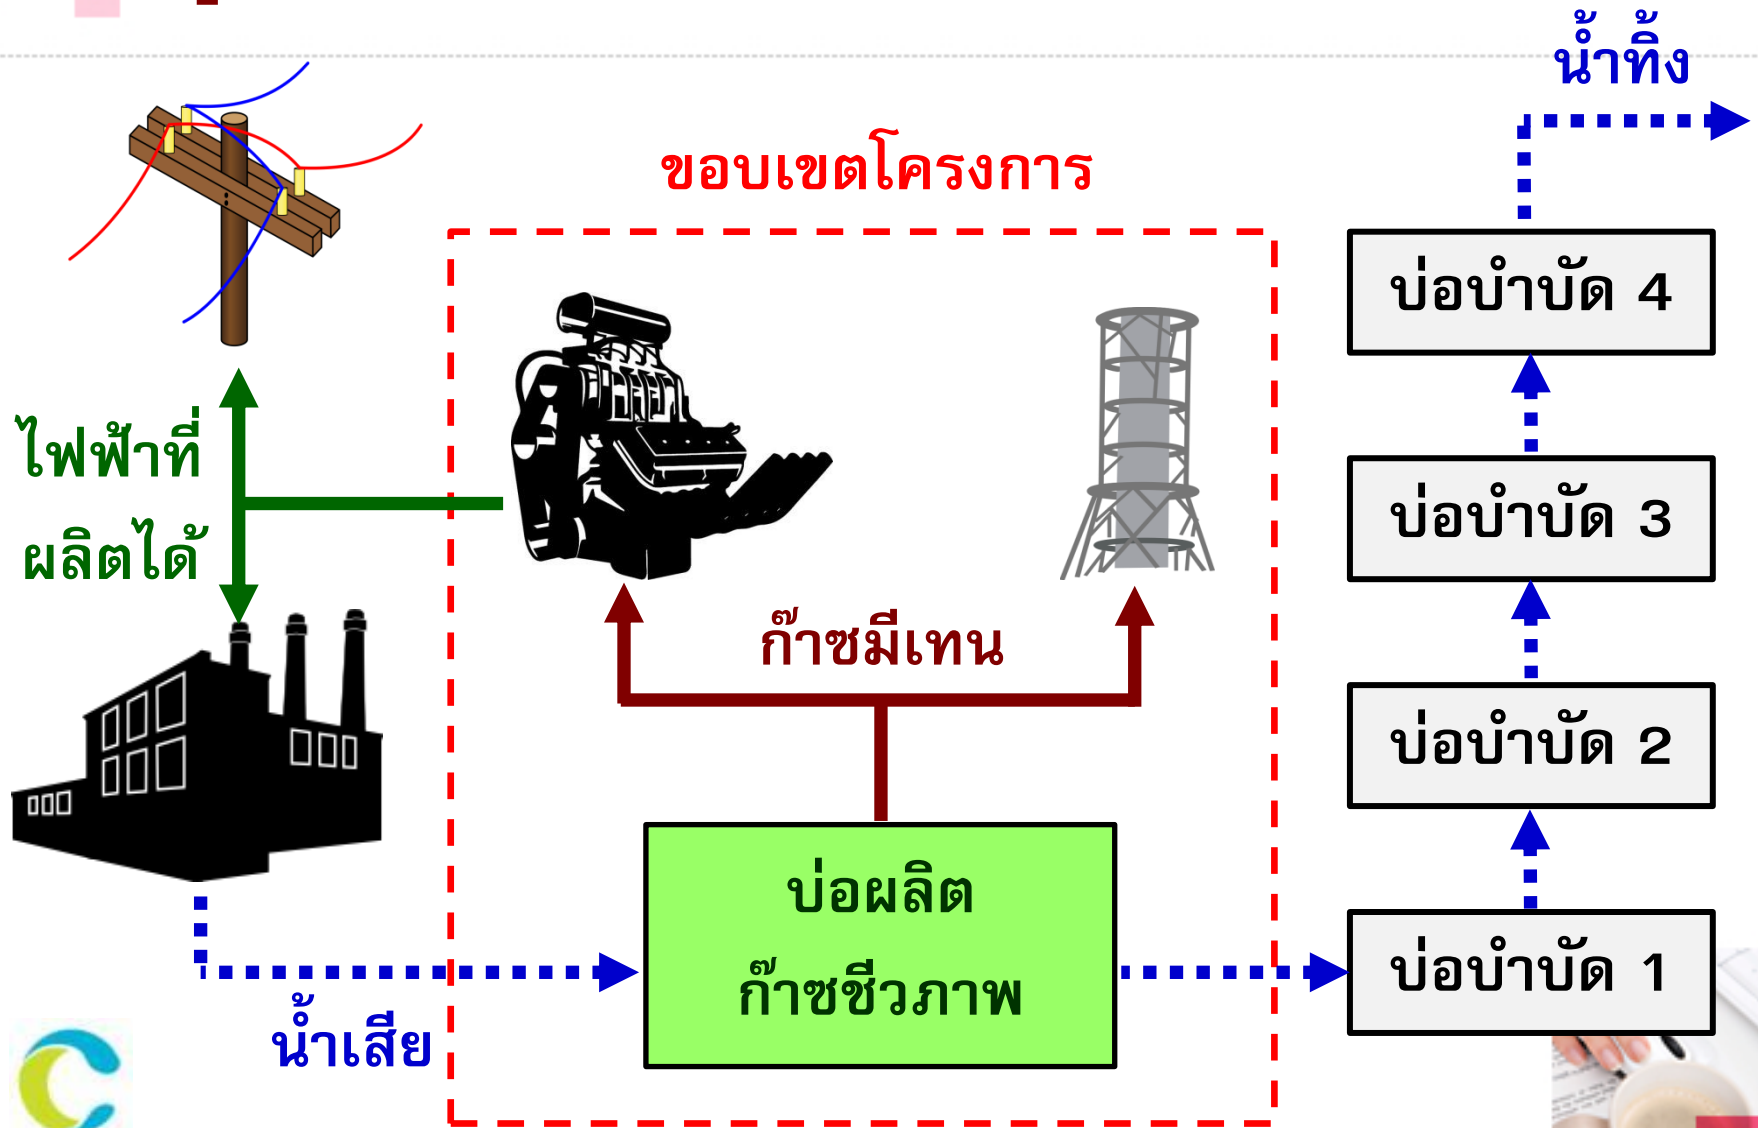 น้ำทิ้ง
ขอบเขตโครงการ
บ่อบำบัด 4
ไฟฟ้าที่
ผลิตได้
บ่อบำบัด 3
ก๊าซมีเทน
บ่อบำบัด 2
บ่อผลิต
ก๊าซชีวภาพ
บ่อบำบัด 1
น้ำเสีย